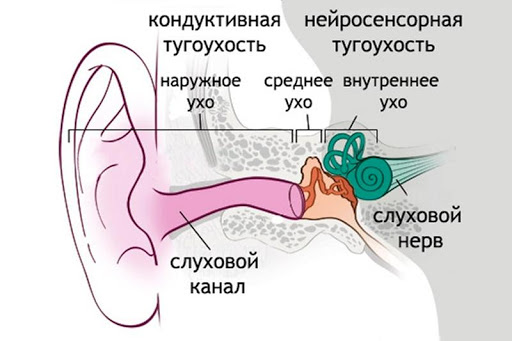 кондуктивная
тугоухость
нейросенсорная
тугоухость
наружное
ухо
среднее
ухо
внутреннее
ухо
слуховой
канал
слуховой
нерв